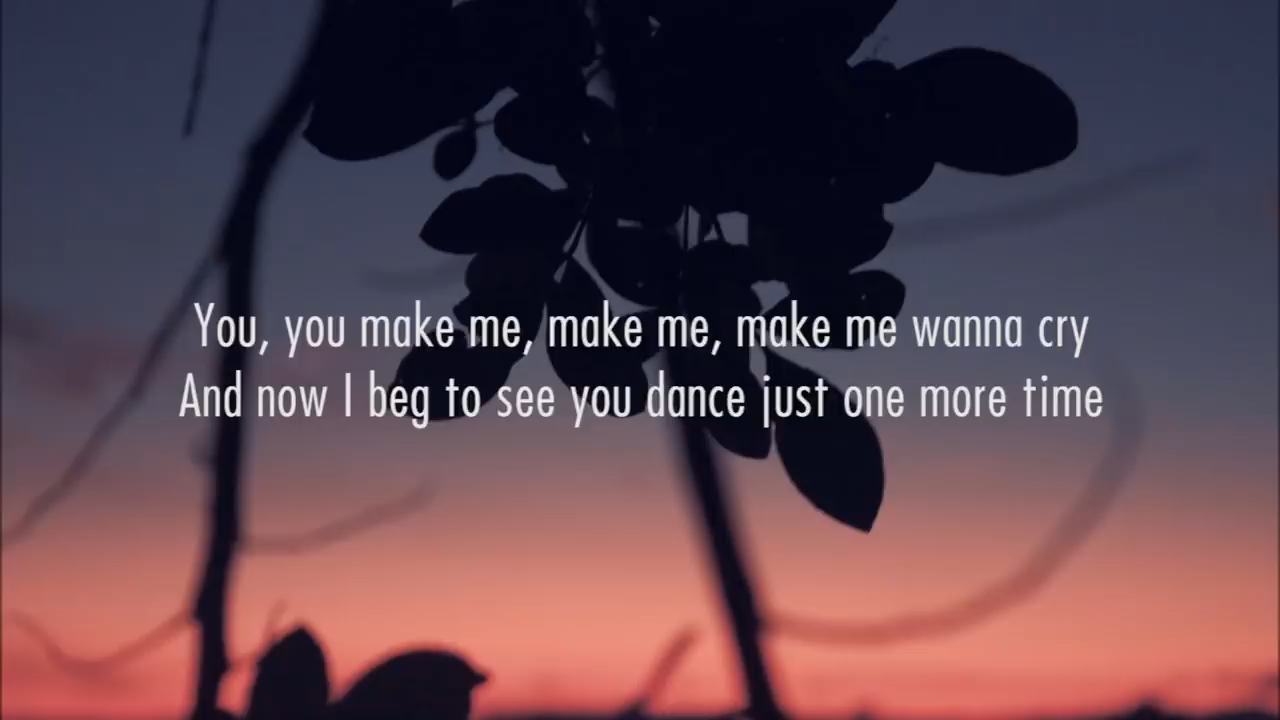 You, you make me, make me, make me wanna cry
And now I beg to see you dance just one more time